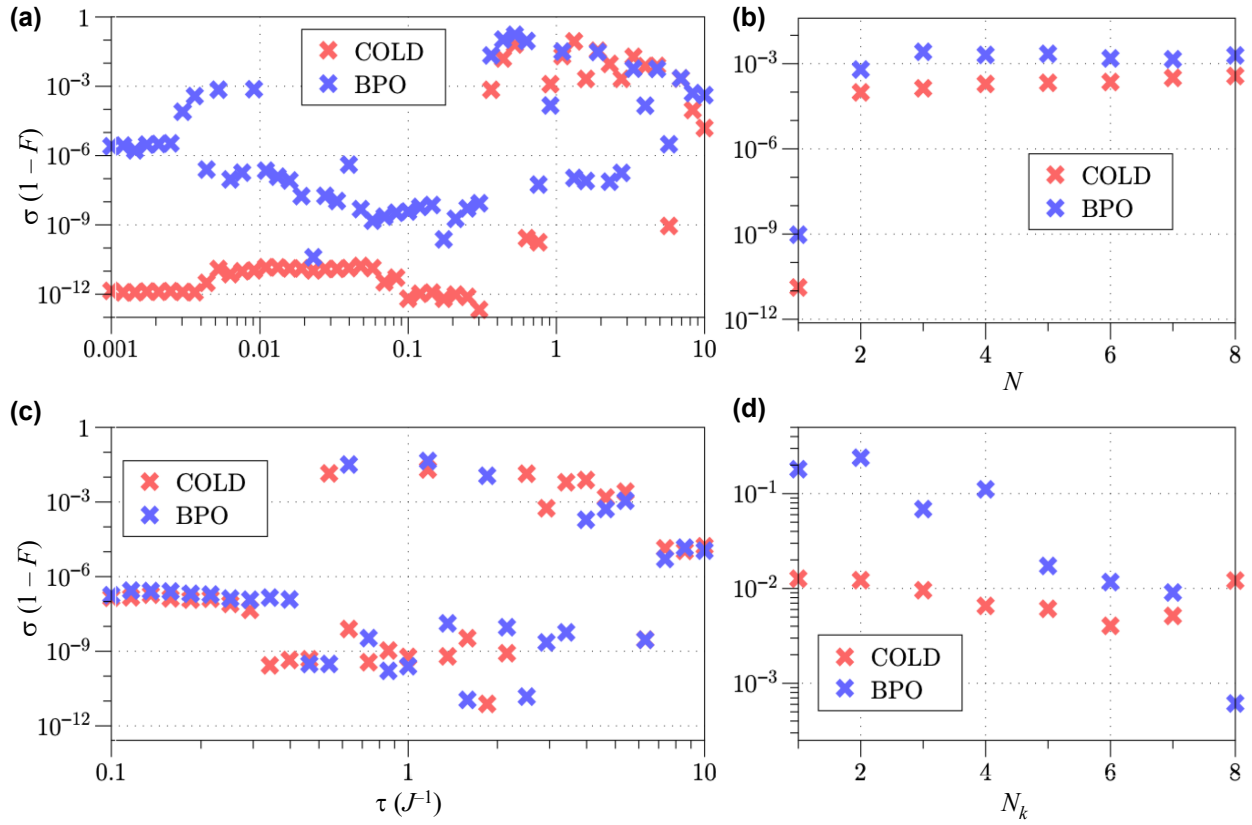 (a)
σ (1 – F)
1
10⁻³
10⁻⁶
10⁻⁹
10⁻¹²
COLD
BPO
0.001
0.01
0.1
1
10
(b)
10⁻³
10⁻⁶
10⁻⁹
10⁻¹²
COLD
BPO
2
4
6
8
N
(c)
σ (1 – F)
1
10⁻³
10⁻⁶
10⁻⁹
10⁻¹²
COLD
BPO
0.1
1
10
τ (J⁻¹)
(d)
10⁻¹
10⁻²
10⁻³
COLD
BPO
2
4
6
8
Nₖ